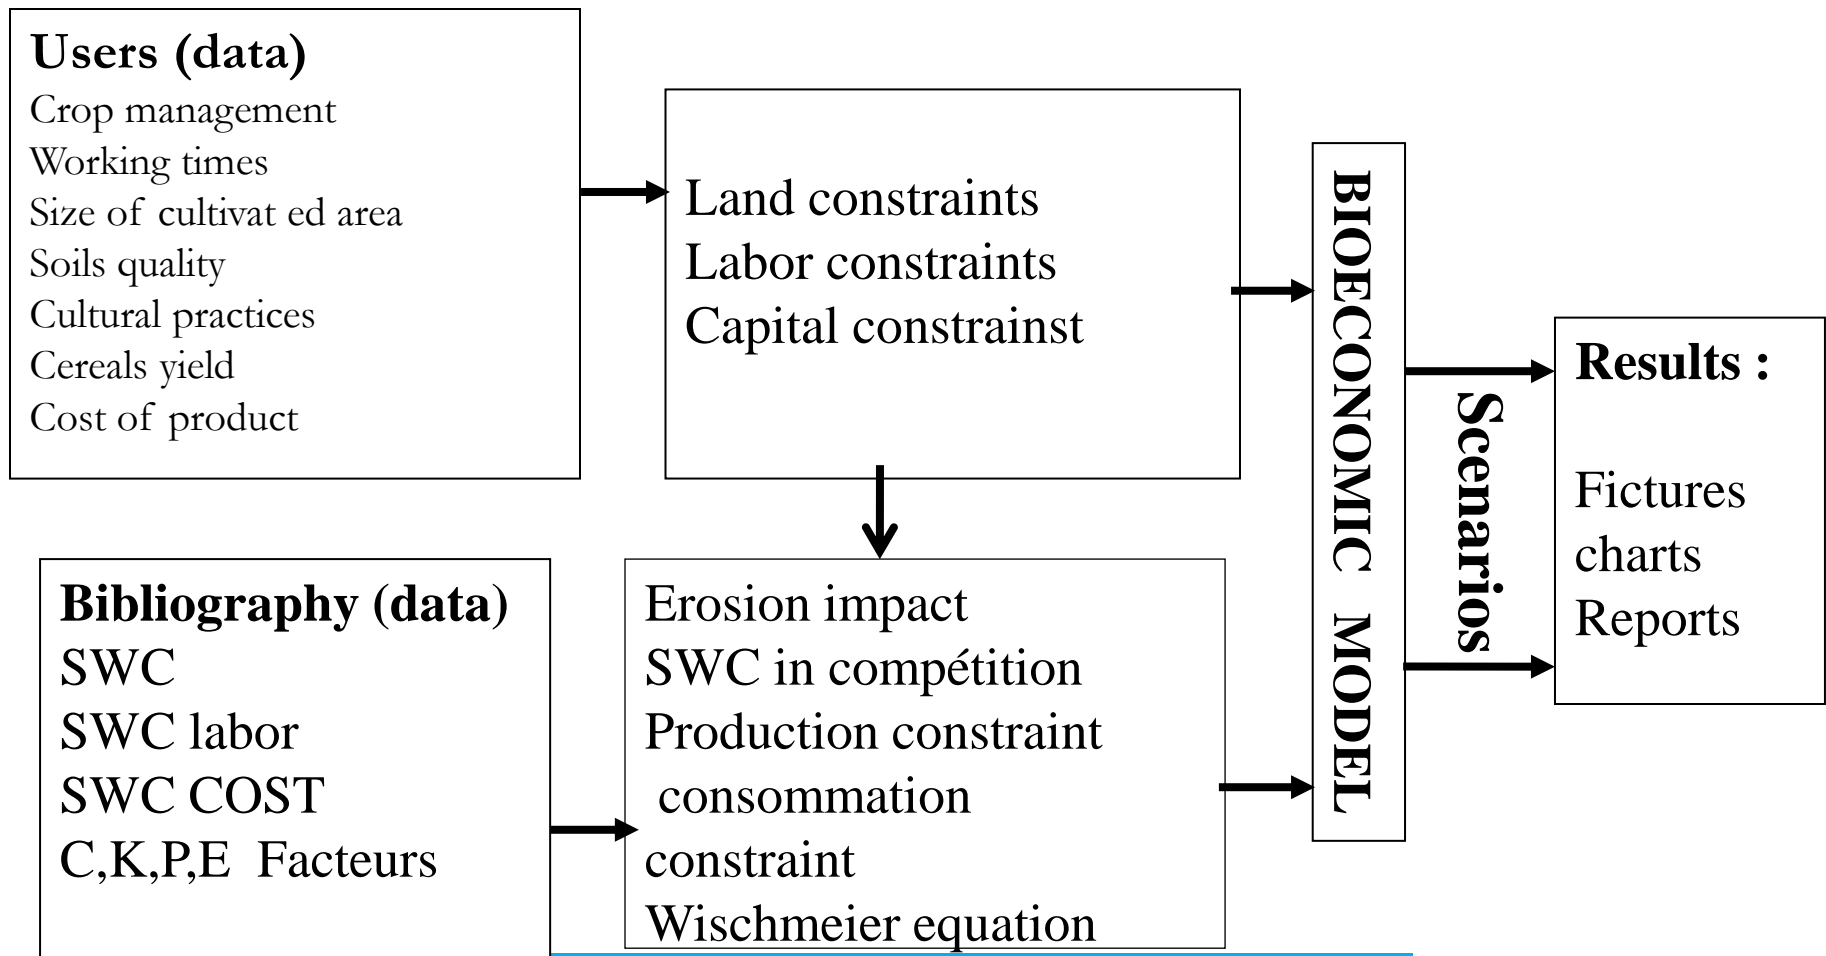 Users (data)
Crop management
Working times
Size of cultivat ed area
Soils quality
Cultural practices
Cereals yield
Cost of product
Land constraints
Labor constraints
Capital constrainst
Bibliography (data)
SWC
SWC labor
SWC COST
C,K,P,E Facteurs
Erosion impact
SWC in compétition
Production constraint
consommation
constraint
Wischmeier equation
BIOECONOMIC MODEL
Scenarios
Results :
Fictures
charts
Reports